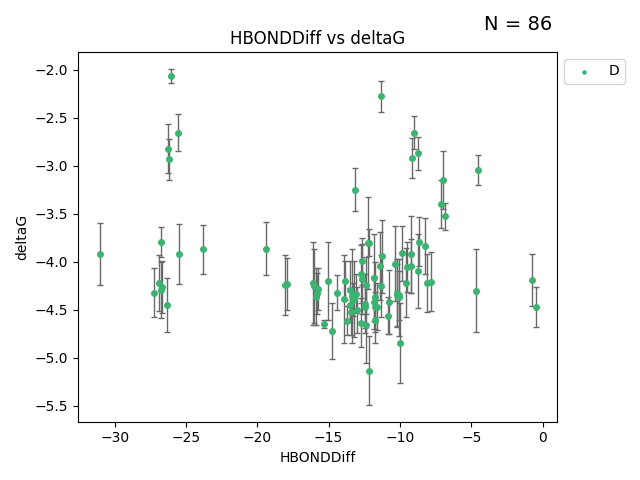 N = 86
HBONDDiff vs deltaG
D
deltaG
−2.0
−2.5
−3.0
−3.5
−4.0
−4.5
−5.0
−5.5
−30 −25 −20 −15 −10 −5 0
HBONDDiff